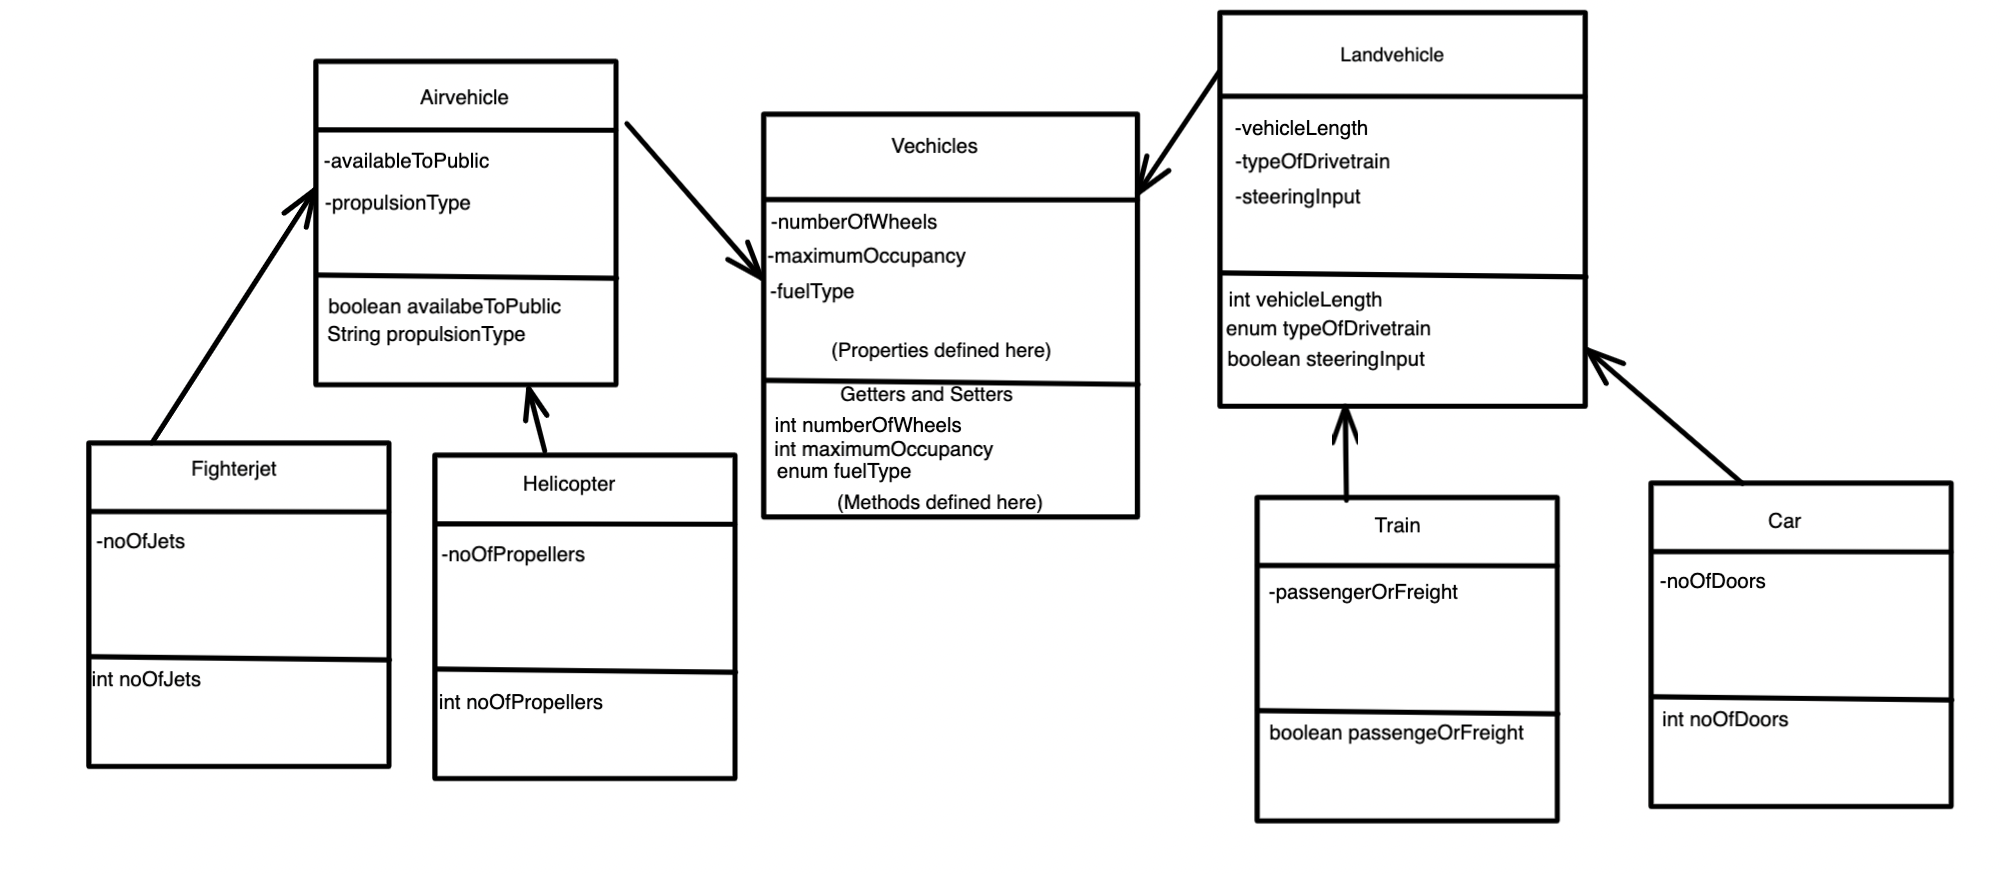 Airvehicle
-availableToPublic
-propulsionType
boolean availabeToPublic
String propulsionType
Vechicles
-numberOfWheels
-maximumOccupancy
-fuelType
(Properties defined here)
Getters and Setters
int numberOfWheels
int maximumOccupancy
enum fuelType
(Methods defined here)
Landvehicle
-vehicleLength
-typeOfDrivetrain
-steeringInput
int vehicleLength
enum typeOfDrivetrain
boolean steeringInput
Fighterjet
-noOfJets
int noOfJets
Helicopter
-noOfPropellers
int noOfPropellers
Train
-passengerOrFreight
boolean passengeOrFreight
Car
-noOfDoors
int noOfDoors